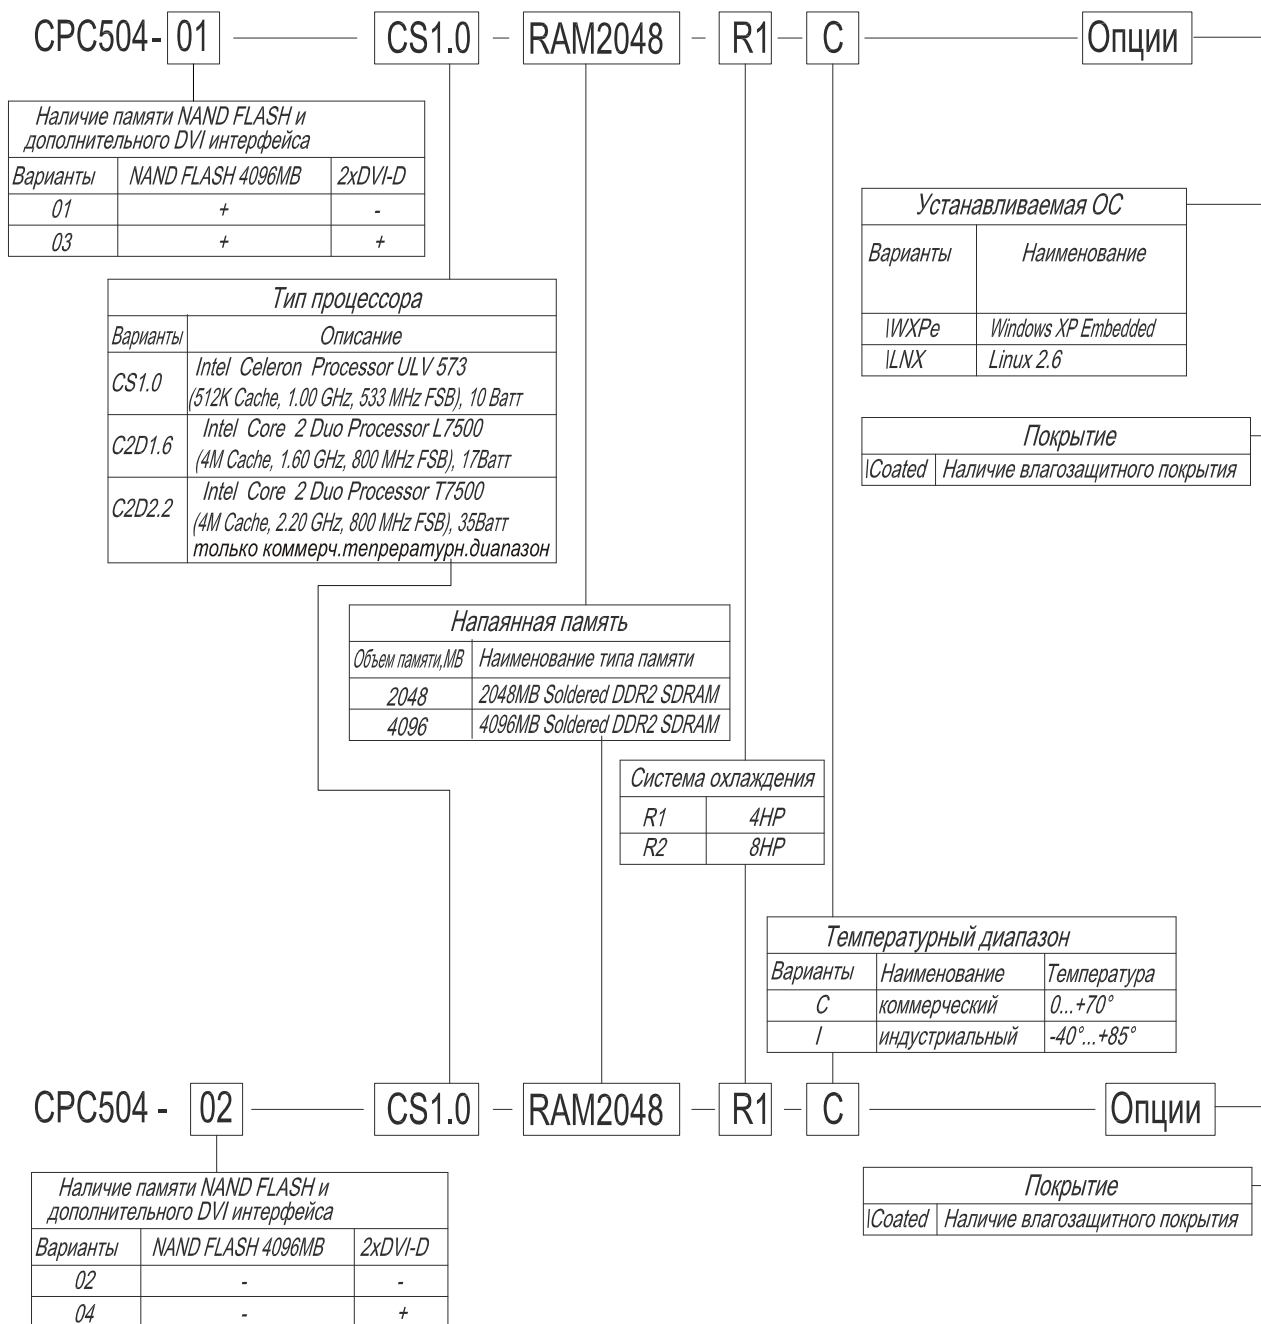 CPC504- 01 CS1.0 RAM2048 R1 C Опции
Наличие памяти NAND FLASH и
дополнительного DVI интерфейса
Варианты NAND FLASH 4096MB 2xDVI-D
01 + -
03 + +
Устанавливаемая ОС
Варианты Наименование
\WXPe Windows XP Embedded
\LNX Linux 2.6
Тип процессора
Варианты Описание
CS1.0 Intel Celeron Processor ULV 573
(512K Cache, 1.00 GHz, 533 MHz FSB), 10 Ватт
C2D1.6 Intel Core 2 Duo Processor L7500
(4M Cache, 1.60 GHz, 800 MHz FSB), 17Ватт
C2D2.2 Intel Core 2 Duo Processor T7500
(4M Cache, 2.20 GHz, 800 MHz FSB), 35Ватт
только коммерч.тепрературн.диапазон
Покрытие
\Coated Наличие влагозащитного покрытия
Напаянная память
Объем памяти,МВ Наименование типа памяти
2048 2048MB Soldered DDR2 SDRAM
4096 4096MB Soldered DDR2 SDRAM
Система охлаждения
R1 4HP
R2 8HP
Температурный диапазон
Варианты Наименование Температура
C коммерческий 0...+70°
I индустриальный -40°...+85°
CPC504 - 02 CS1.0 RAM2048 R1 C Опции
Наличие памяти NAND FLASH и
дополнительного DVI интерфейса
Варианты NAND FLASH 4096MB 2xDVI-D
02 - -
04 - +
Покрытие
\Coated Наличие влагозащитного покрытия